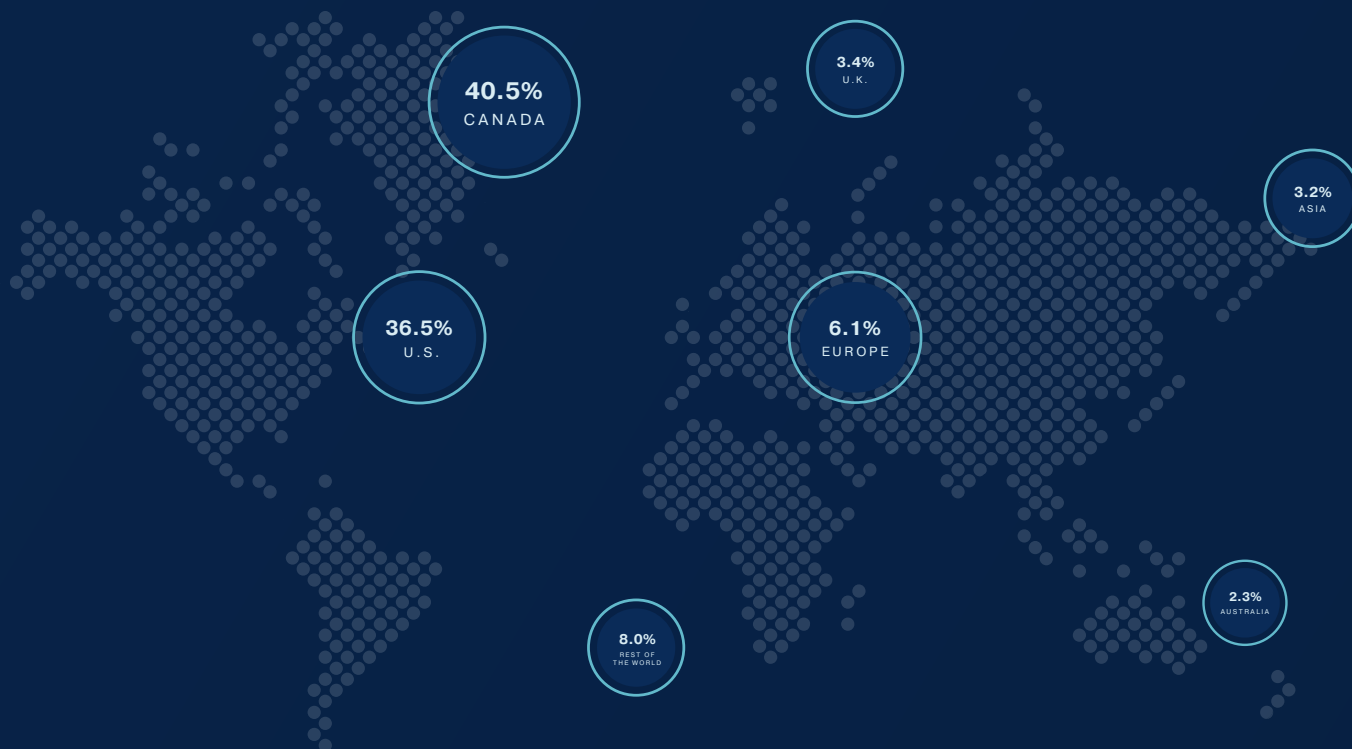 40.5%
CANADA
3.4%
U.K.
3.2%
ASIA
36.5%
U.S.
6.1%
EUROPE
2.3%
AUSTRALIA
8.0%
REST OF
THE WORLD